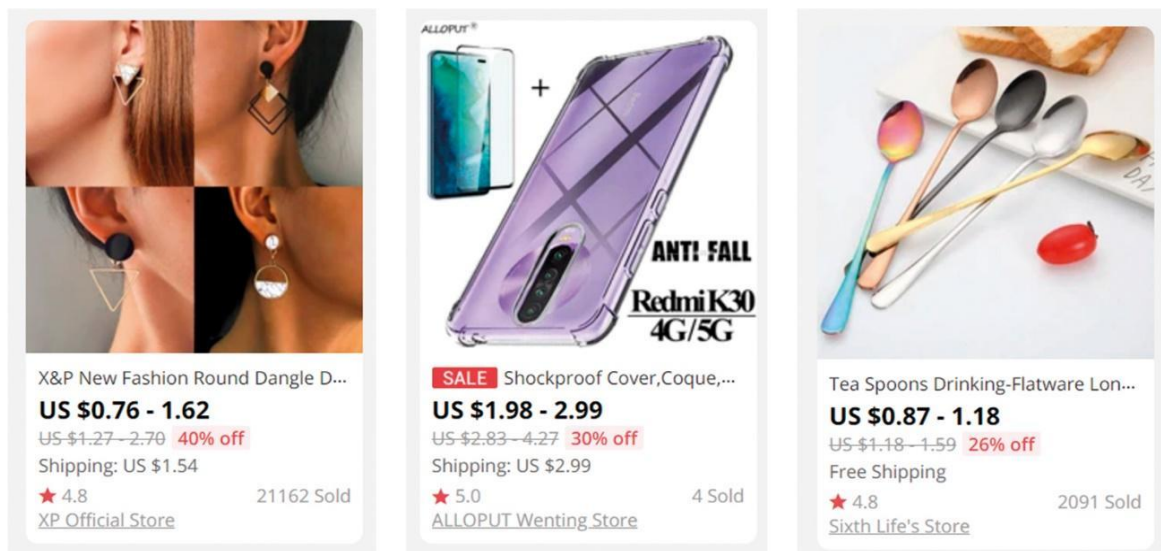 X&P New Fashion Round Dangle D...
US $0.76 - 1.62
US $1.27 - 2.70 40% off
Shipping: US $1.54
4.8 21162 Sold
XP Official Store
ALLOPUT®
+
ANTI FALL
Redmi K30
4G/5G
SALE Shockproof Cover,Coque,...
US $1.98 - 2.99
US $2.83 - 4.27 30% off
Shipping: US $2.99
5.0 4 Sold
ALLOPUT Wenting Store
DA
Tea Spoons Drinking-Flatware Lon...
US $0.87 - 1.18
US $1.18 - 1.59 26% off
Free Shipping
4.8 2091 Sold
Sixth Life's Store